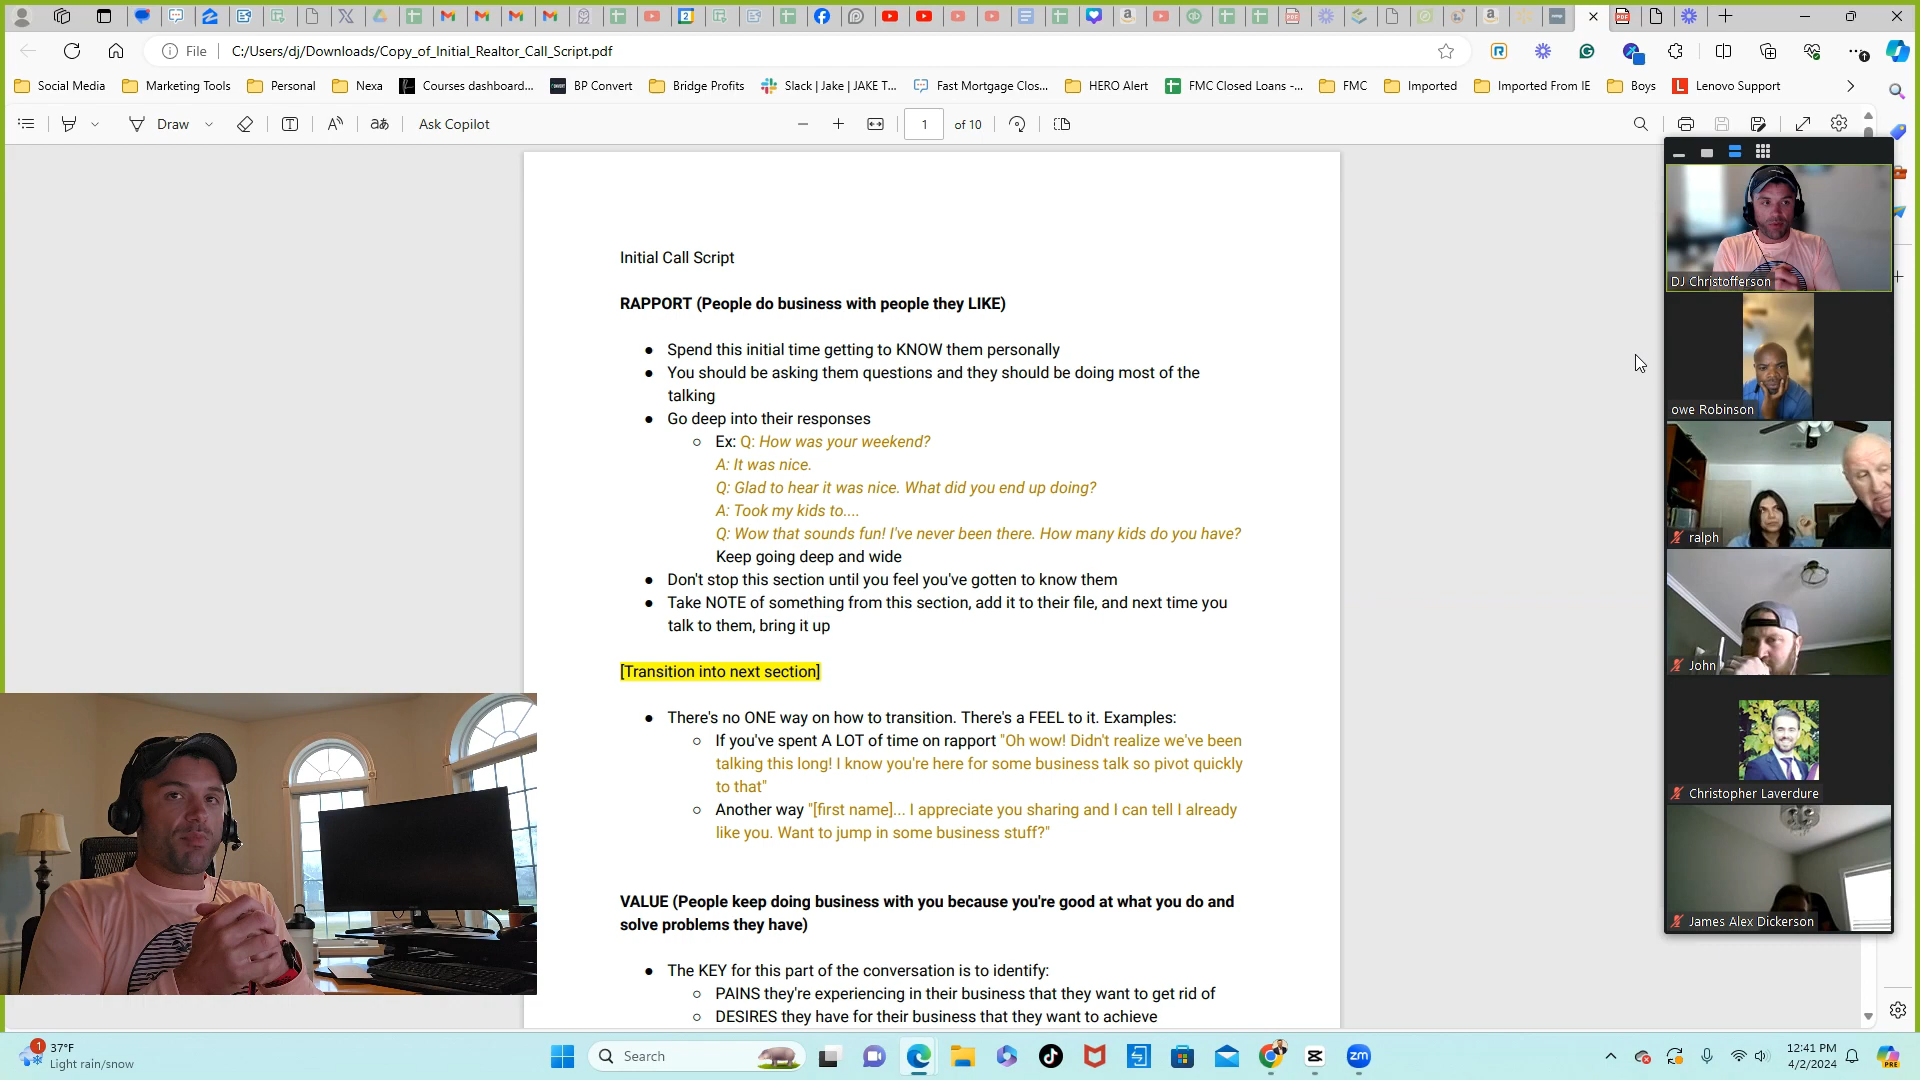 File
C:/Users/dj/Downloads/Copy_of_Initial_Realtor_Call_Script.pdf
Social Media
Marketing Tools
Personal
Nexa
Courses dashboard...
BP Convert
Bridge Profits
Slack | Jake | JAKE T...
Fast Mortgage Clos...
HERO Alert
FMC Closed Loans -...
FMC
Imported
Imported From IE
Boys
Lenovo Support
Draw
Ask Copilot
1
of 10
Initial Call Script
RAPPORT (People do business with people they LIKE)
● Spend this initial time getting to KNOW them personally
● You should be asking them questions and they should be doing most of the
talking
● Go deep into their responses
○ Ex: Q: How was your weekend?
A: It was nice.
Q: Glad to hear it was nice. What did you end up doing?
A: Took my kids to....
Q: Wow that sounds fun! I've never been there. How many kids do you have?
Keep going deep and wide
● Don't stop this section until you feel you've gotten to know them
● Take NOTE of something from this section, add it to their file, and next time you
talk to them, bring it up
[Transition into next section]
● There's no ONE way on how to transition. There's a FEEL to it. Examples:
○ If you've spent A LOT of time on rapport "Oh wow! Didn't realize we've been
talking this long! I know you're here for some business talk so pivot quickly
to that"
○ Another way "[first name]... I appreciate you sharing and I can tell I already
like you. Want to jump in some business stuff?"
VALUE (People keep doing business with you because you're good at what you do and
solve problems they have)
● The KEY for this part of the conversation is to identify:
○ PAINS they're experiencing in their business that they want to get rid of
○ DESIRES they have for their business that they want to achieve
DJ Christofferson
owe Robinson
ralph
John
Christopher Laverdure
James Alex Dickerson
1
37°F
Light rain/snow
Search
zm
12:41 PM
4/2/2024
PRE